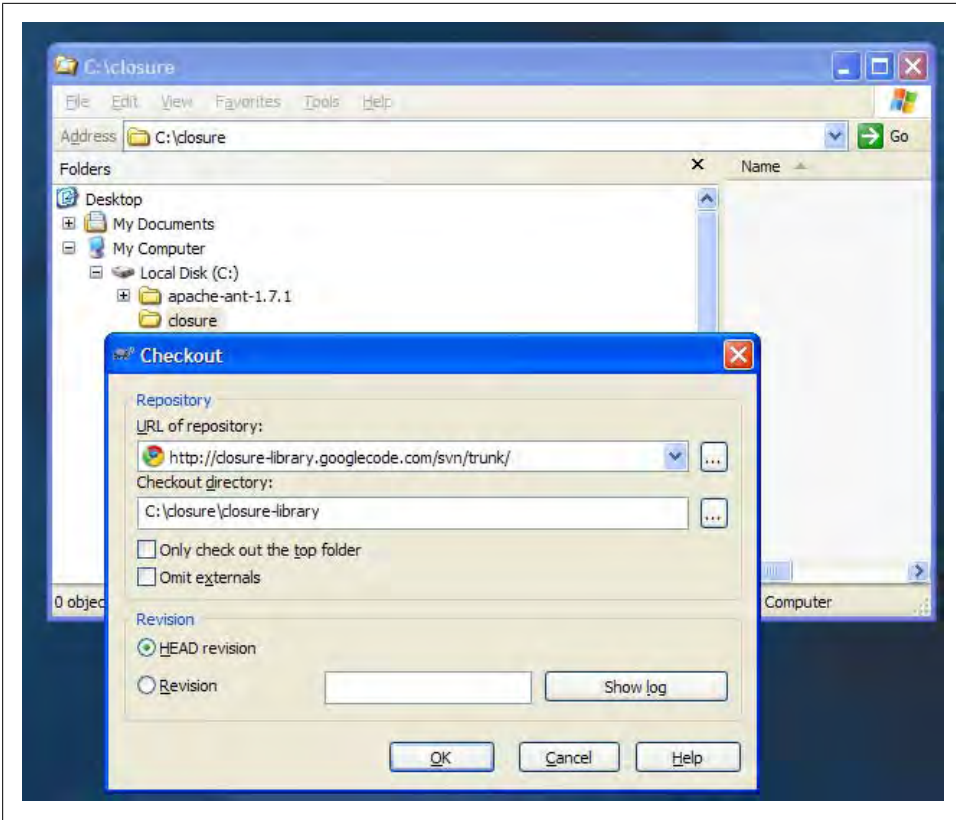 C:\closure
File Edit View Favorites Tools Help
Address C:\closure Go
Folders X Name
Desktop
My Documents
My Computer
Local Disk (C:)
apache-ant-1.7.1
closure
Checkout
Repository
URL of repository:
http://closure-library.googlecode.com/svn/trunk/
...
Checkout directory:
C:\closure\closure-library
...
Only check out the top folder
Omit externals
0 objec Computer
Revision
HEAD revision
Revision
Show log
OK Cancel Help